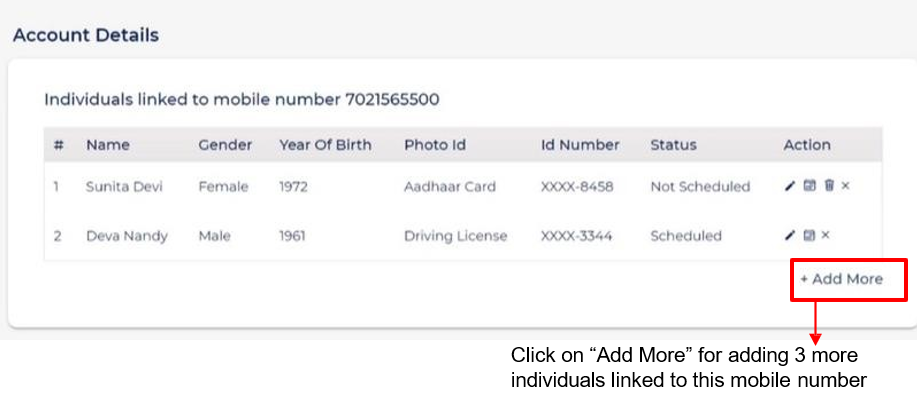 Account Details
Individuals linked to mobile number 7021565500
# Name Gender Year Of Birth Photo Id Id Number Status Action
1 Sunita Devi Female 1972 Aadhaar Card XXXX-8458 Not Scheduled
2 Deva Nandy Male 1961 Driving License XXXX-3344 Scheduled
+ Add More
Click on “Add More” for adding 3 more
individuals linked to this mobile number